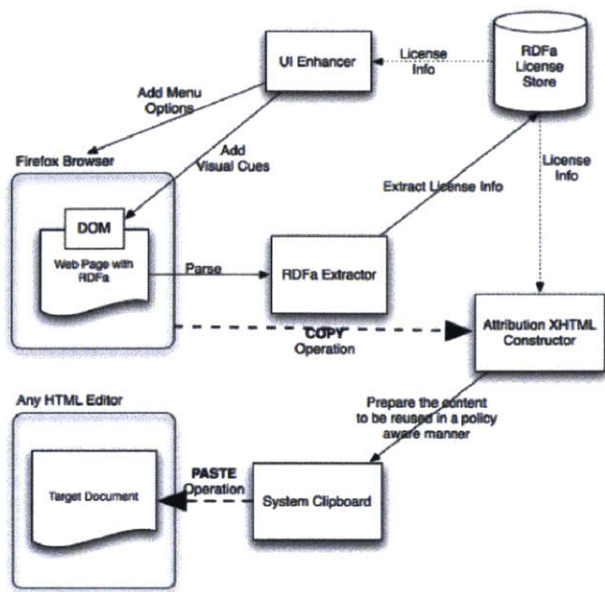 UI Enhancer
License
Info
RDFa
License
Store
Add Menu
Options
Add
Visual Cues
Firefox Browser
DOM
Web Page with
RDFa
Parse
RDFa Extractor
Extract License Info
License
Info
COPY
Operation
Attribution XHTML
Constructor
Any HTML Editor
Prepare the content
to be reused in a policy
aware manner
Target Document
PASTE
Operation
System Clipboard